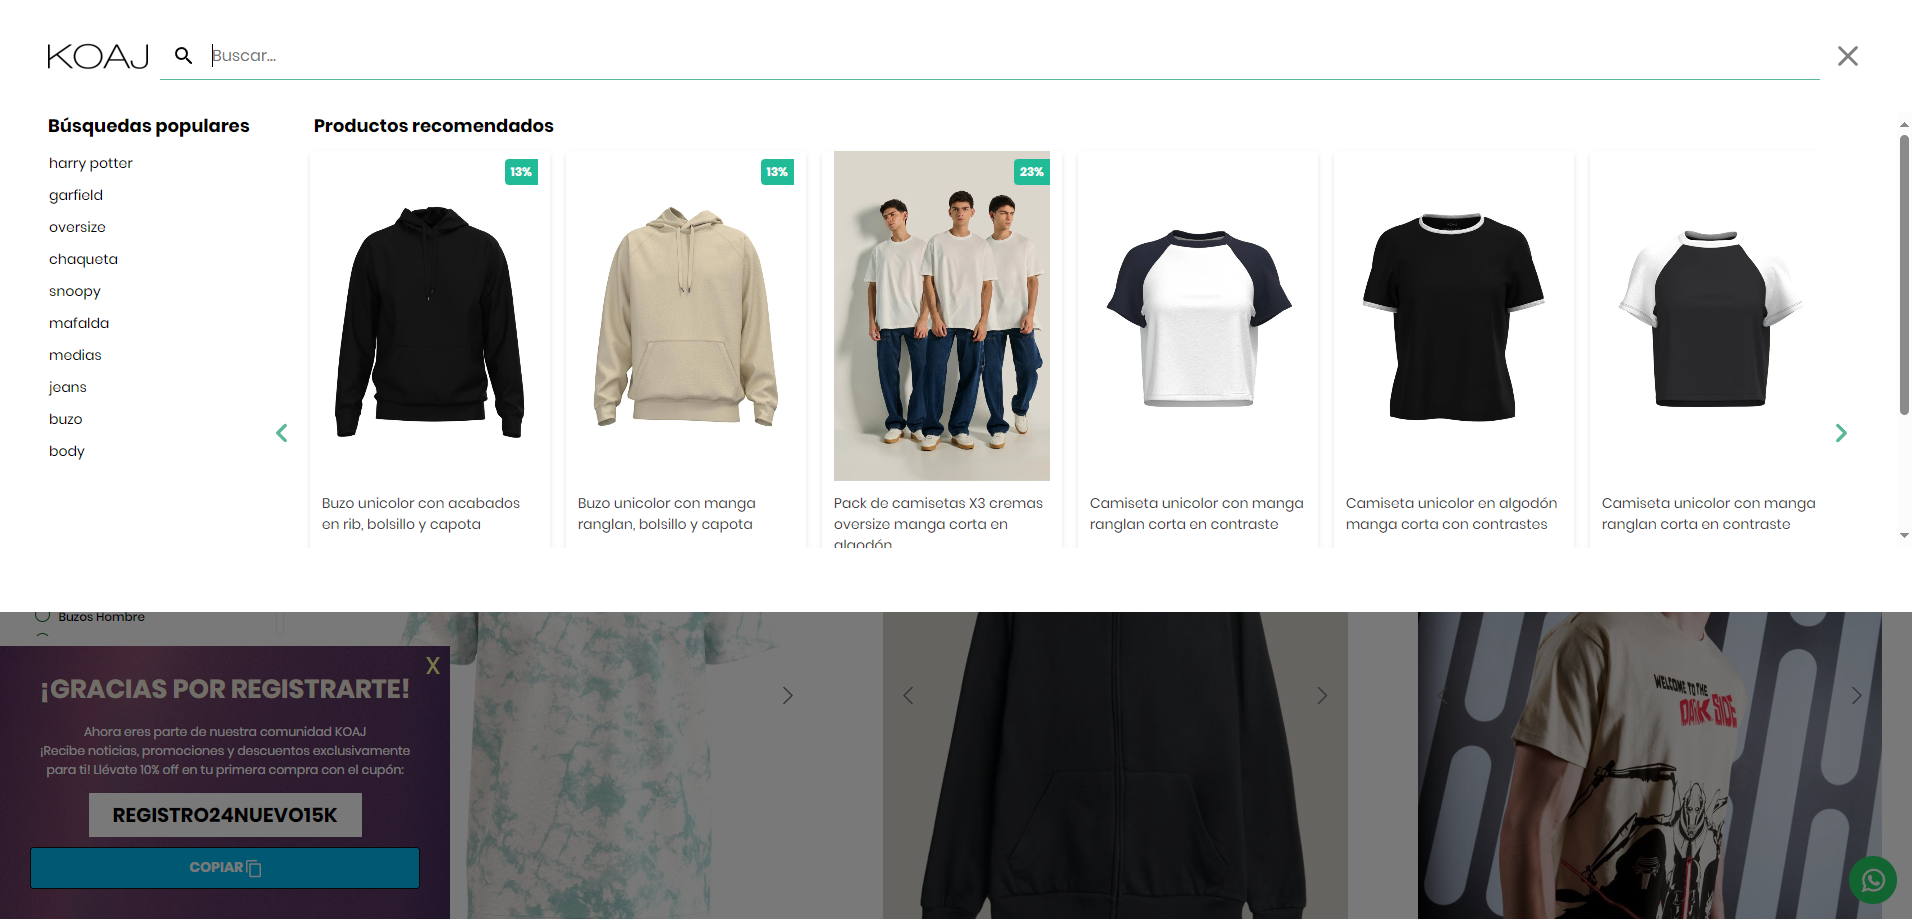 KOAJ
Buscar...
Búsquedas populares
harry potter
garfield
oversize
chaqueta
snoopy
mafalda
medias
jeans
buzo
body
Productos recomendados
13%
Buzo unicolor con acabados
en rib, bolsillo y capota
13%
Buzo unicolor con manga
ranglan, bolsillo y capota
23%
Pack de camisetas X3 cremas
oversize manga corta en
algodón
Camiseta unicolor con manga
ranglan corta en contraste
Camiseta unicolor en algodón
manga corta con contrastes
Camiseta unicolor con manga
ranglan corta en contraste
Buzos Hombre
X
¡GRACIAS POR REGISTRARTE!
Ahora eres parte de nuestra comunidad KOAJ
¡Recibe noticias, promociones y descuentos exclusivamente
para ti! Llévate 10% off en tu primera compra con el cupón:
REGISTRO24NUEVO15K
COPIAR
WELCOME TO THE
DARK SIDE